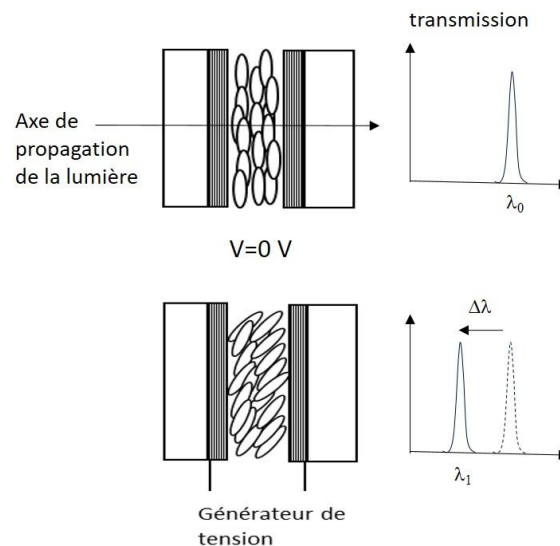 transmission
Axe de
propagation
de la lumière
λ₀
V=0 V
Δλ
λ₁
Générateur de
tension